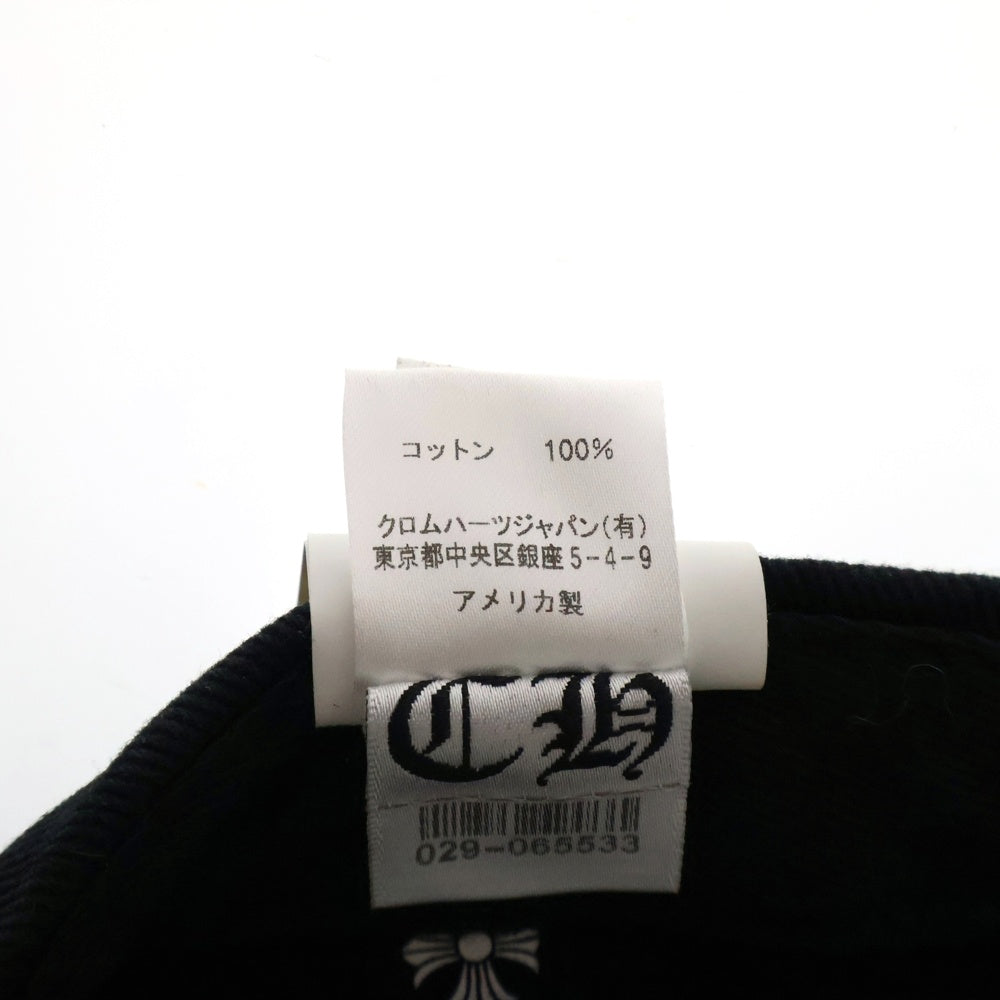 コットン 100%
クロムハーツジャパン(有)
東京都中央区銀座5-4-9
アメリカ製
CH
029-065533